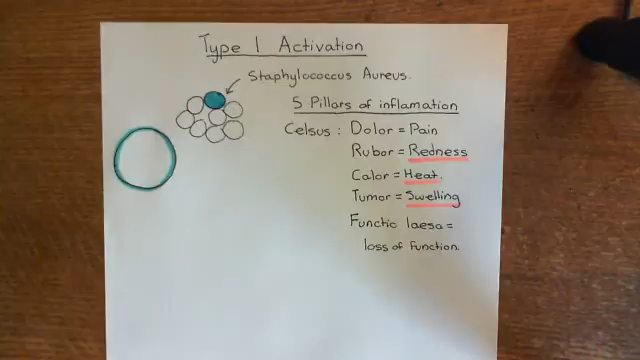 Type 1 Activation
Staphylococcus Aureus.
5 Pillars of inflamation
Celsus : Dolor = Pain
Rubor = Redness
Calor = Heat.
Tumor = Swelling
Functio laesa =
loss of function.